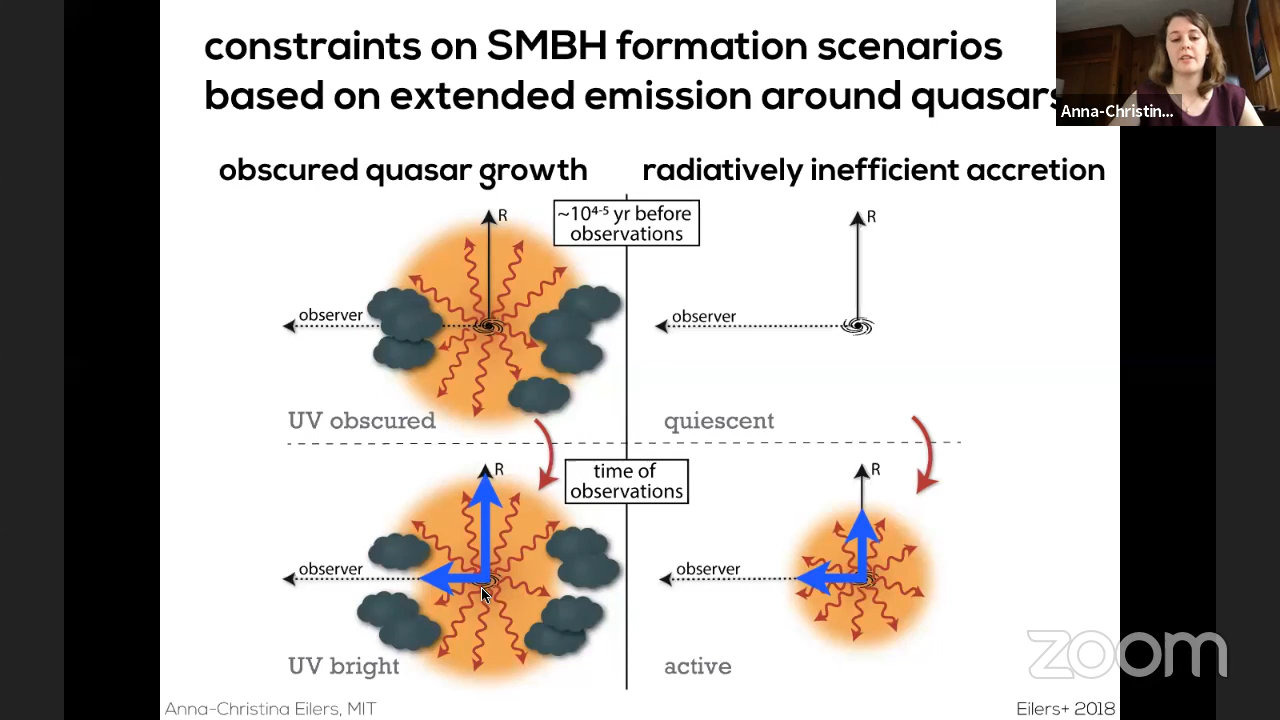 constraints on SMBH formation scenarios
based on extended emission around quasars
Anna-Christin...
obscured quasar growth
radiatively inefficient accretion
~10⁴⁻⁵ yr before
observations
R
R
observer
observer
UV obscured
quiescent
time of
observations
R
R
observer
observer
UV bright
active
zoom
Anna-Christina Eilers, MIT
Eilers+ 2018